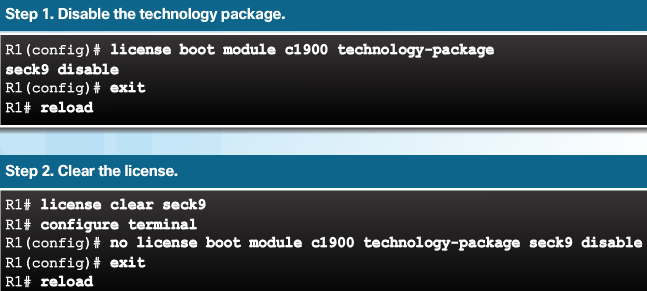 Step 1. Disable the technology package.
R1(config)# license boot module c1900 technology-package
seck9 disable
R1(config)# exit
R1# reload
Step 2. Clear the license.
R1# license clear seck9
R1# configure terminal
R1(config)# no license boot module c1900 technology-package seck9 disable
R1(config)# exit
R1# reload